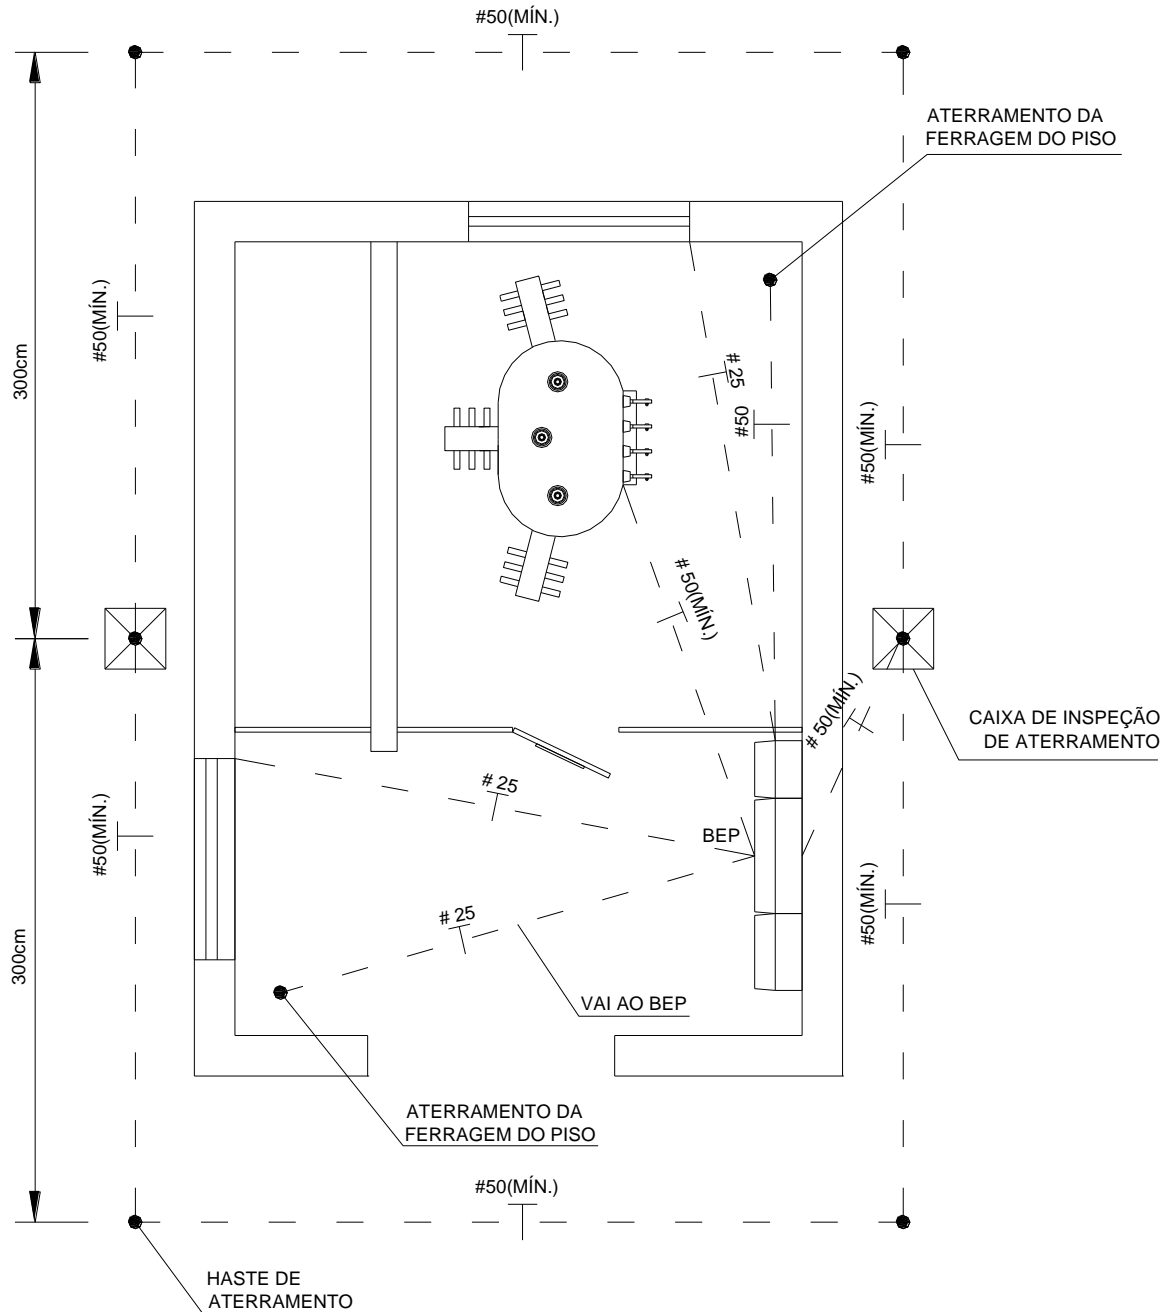 #50(MÍN.)
ATERRAMENTO DA
FERRAGEM DO PISO
#50(MÍN.)
300cm
# 25
#50
#50(MÍN.)
# 50(MÍN.)
# 50(MÍN.)
CAIXA DE INSPEÇÃO
DE ATERRAMENTO
# 25
#50(MÍN.)
BEP
#50(MÍN.)
# 25
300cm
VAI AO BEP
ATERRAMENTO DA
FERRAGEM DO PISO
#50(MÍN.)
HASTE DE
ATERRAMENTO